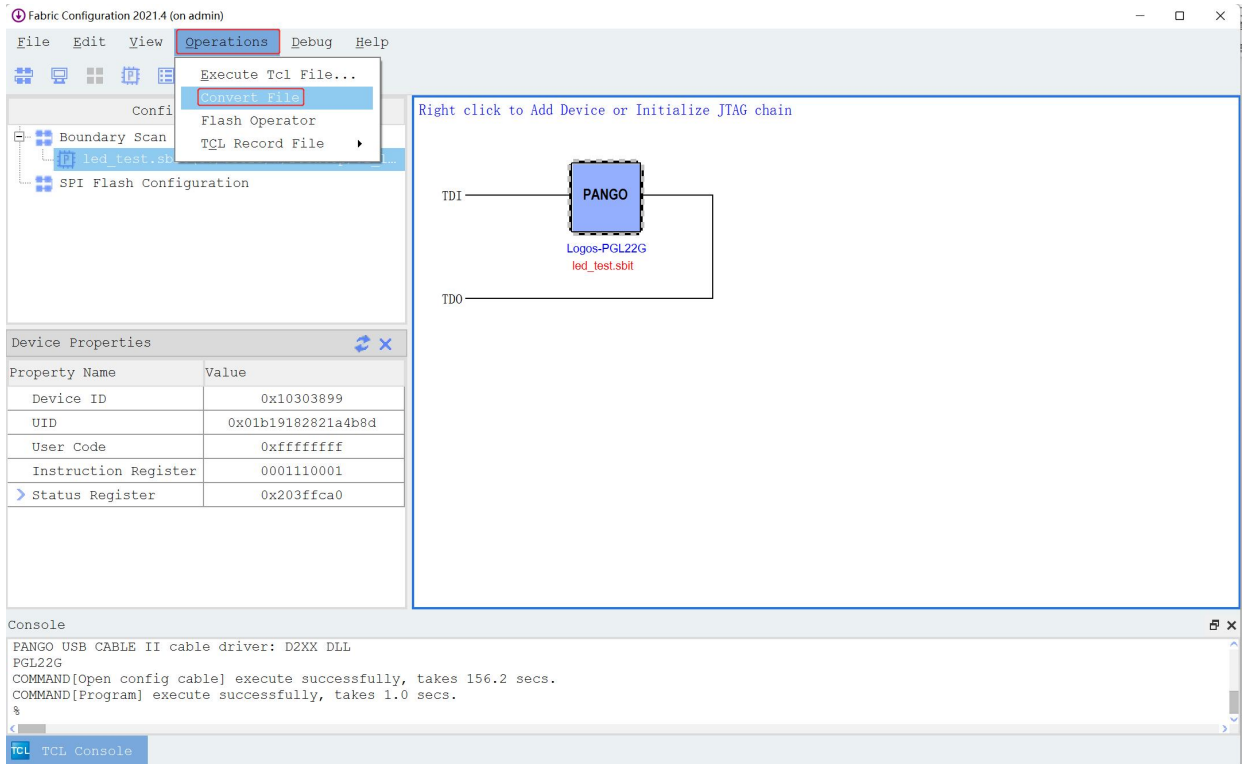 Fabric Configuration 2021.4 (on admin)
File Edit View Operations Debug Help
Execute Tcl File...
Convert File
Flash Operator
TCL Record File
Confi
Boundary Scan
led_test.sb
SPI Flash Configuration
Right click to Add Device or Initialize JTAG chain
TDI
PANGO
Logos-PGL22G
led_test.sbit
TDO
Device Properties
Property Name Value
Device ID 0x10303899
UID 0x01b19182821a4b8d
User Code 0xffffffff
Instruction Register 0001110001
Status Register 0x203ffca0
Console
PANGO USB CABLE II cable driver: D2XX DLL
PGL22G
COMMAND[Open config cable] execute successfully, takes 156.2 secs.
COMMAND[Program] execute successfully, takes 1.0 secs.
%
TCL TCL Console